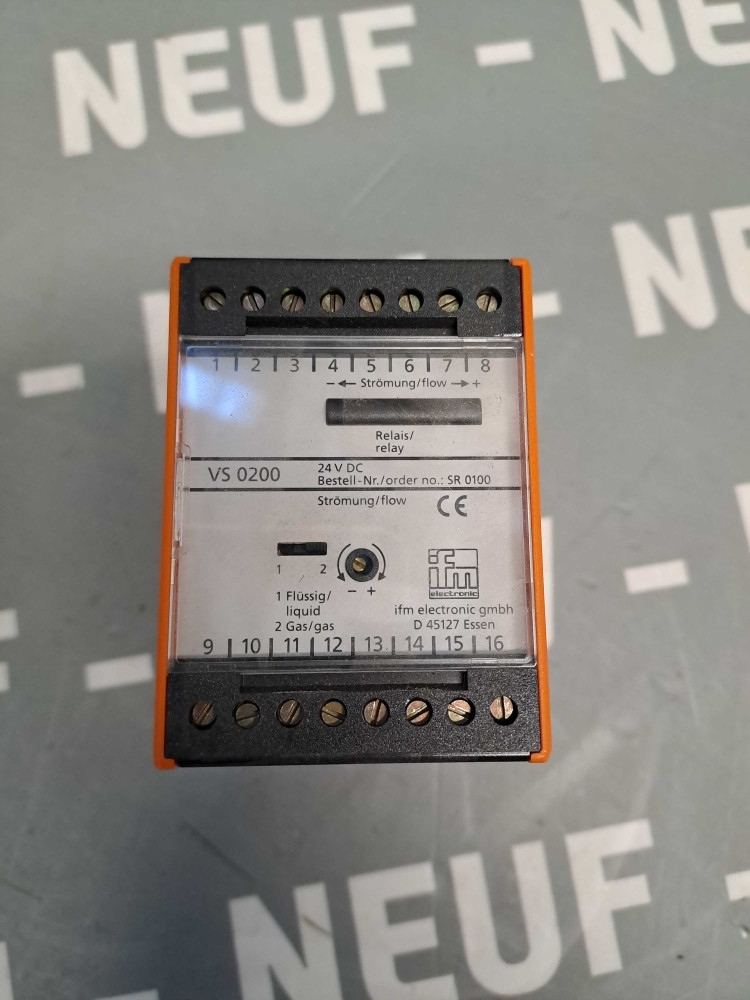 NEUF - NE
NE
1 | 2 | 3 | 4 | 5 | 6 | 7 | 8
- ← Strömung/flow → +
Relais/
relay
VS 0200
24 V DC
Bestell-Nr./order no.: SR 0100
Strömung/flow
CE
1 2
- +
1 Flüssig/
liquid
2 Gas/gas
ifm
electronic
ifm electronic gmbh
D 45127 Essen
9 | 10 | 11 | 12 | 13 | 14 | 15 | 16
NEUF -